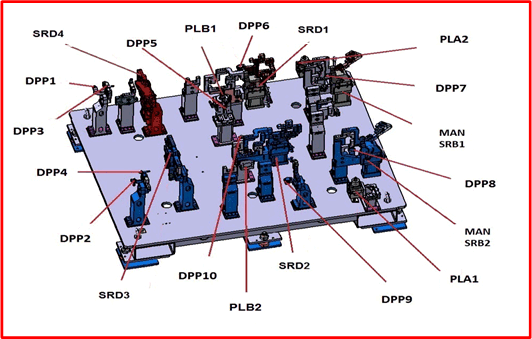 SRD4
DPP5
PLB1
DPP6
SRD1
PLA2
DPP1
DPP7
DPP3
MAN
SRB1
DPP4
DPP8
DPP2
MAN
SRB2
SRD3
DPP10
PLB2
SRD2
DPP9
PLA1